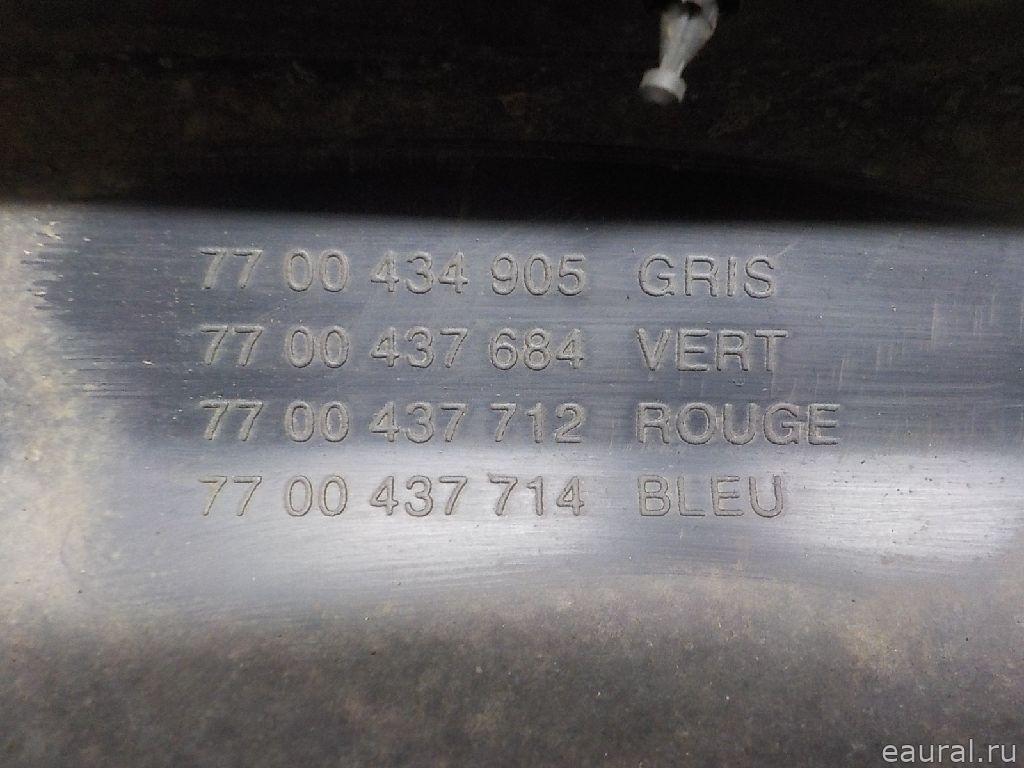 77 00 434 905 GRIS
77 00 437 684 VERT
77 00 437 712 ROUGE
77 00 437 714 BLEU
eaural.ru